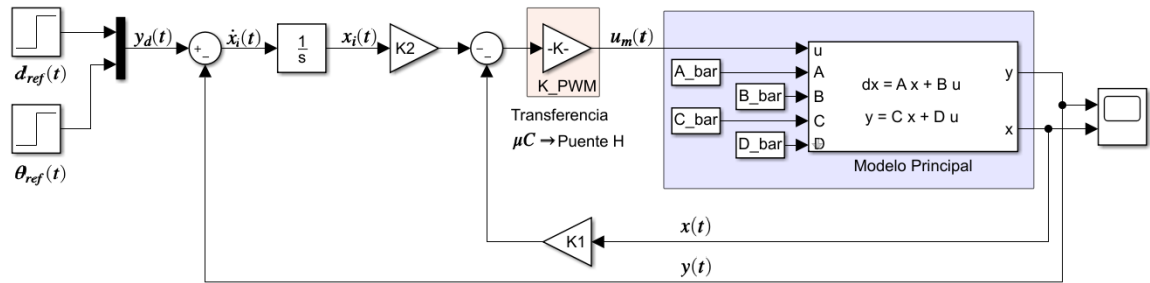 d_ref(t)
θ_ref(t)
y_d(t)
+
−
ẋ_i(t)
1
s
x_i(t)
K2
−
−
-K-
K_PWM
Transferencia
μC → Puente H
u_m(t)
A_bar
B_bar
C_bar
D_bar
u
A
B
C
D
dx = A x + B u
y = C x + D u
y
x
Modelo Principal
K1
x(t)
y(t)